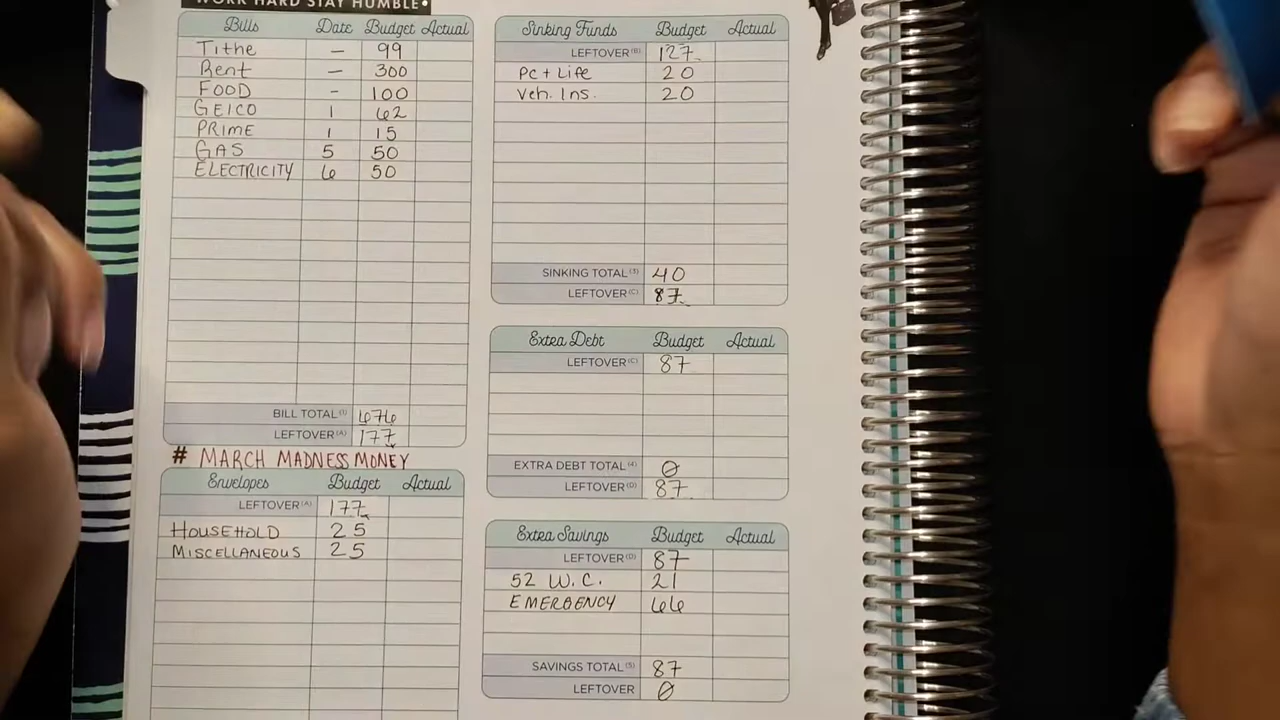 WORK HARD STAY HUMBLE•
Bills Date Budget Actual
Tithe — 99
Rent — 300
FOOD - 100
GEICO 1 62
PRIME 1 15
GAS 5 50
ELECTRICITY 6 50
BILL TOTAL(1) 676
LEFTOVER(A) 177
# MARCH MADNESS MONEY
Envelopes Budget Actual
LEFTOVER(A) 177
HOUSEHOLD 25
MISCELLANEOUS 25
Sinking Funds Budget Actual
LEFTOVER(B) 127
PC + Life 20
Veh. Ins. 20
SINKING TOTAL(3) 40
LEFTOVER(C) 87
Extra Debt Budget Actual
LEFTOVER(C) 87
EXTRA DEBT TOTAL(4) 0
LEFTOVER(D) 87
Extra Savings Budget Actual
LEFTOVER(D) 87
52 W. C. 21
EMERGENCY 66
SAVINGS TOTAL(5) 87
LEFTOVER 0